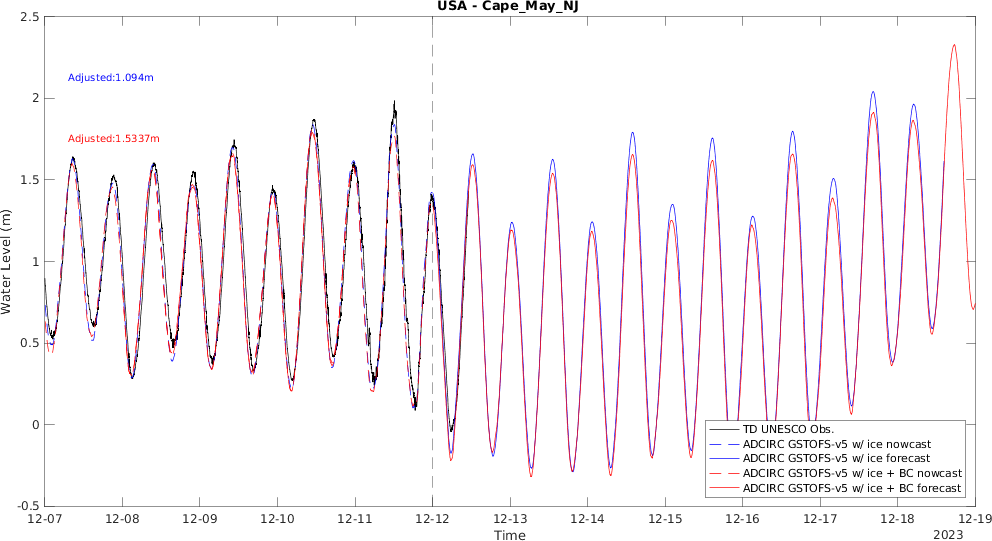 USA - Cape_May_NJ
2.5
2
1.5
1
0.5
0
-0.5
Water Level (m)
Adjusted:1.094m
Adjusted:1.5337m
TD UNESCO Obs.
ADCIRC GSTOFS-v5 w/ ice nowcast
ADCIRC GSTOFS-v5 w/ ice forecast
ADCIRC GSTOFS-v5 w/ice + BC nowcast
ADCIRC GSTOFS-v5 w/ice + BC forecast
12-07 12-08 12-09 12-10 12-11 12-12 12-13 12-14 12-15 12-16 12-17 12-18 12-19
Time
2023